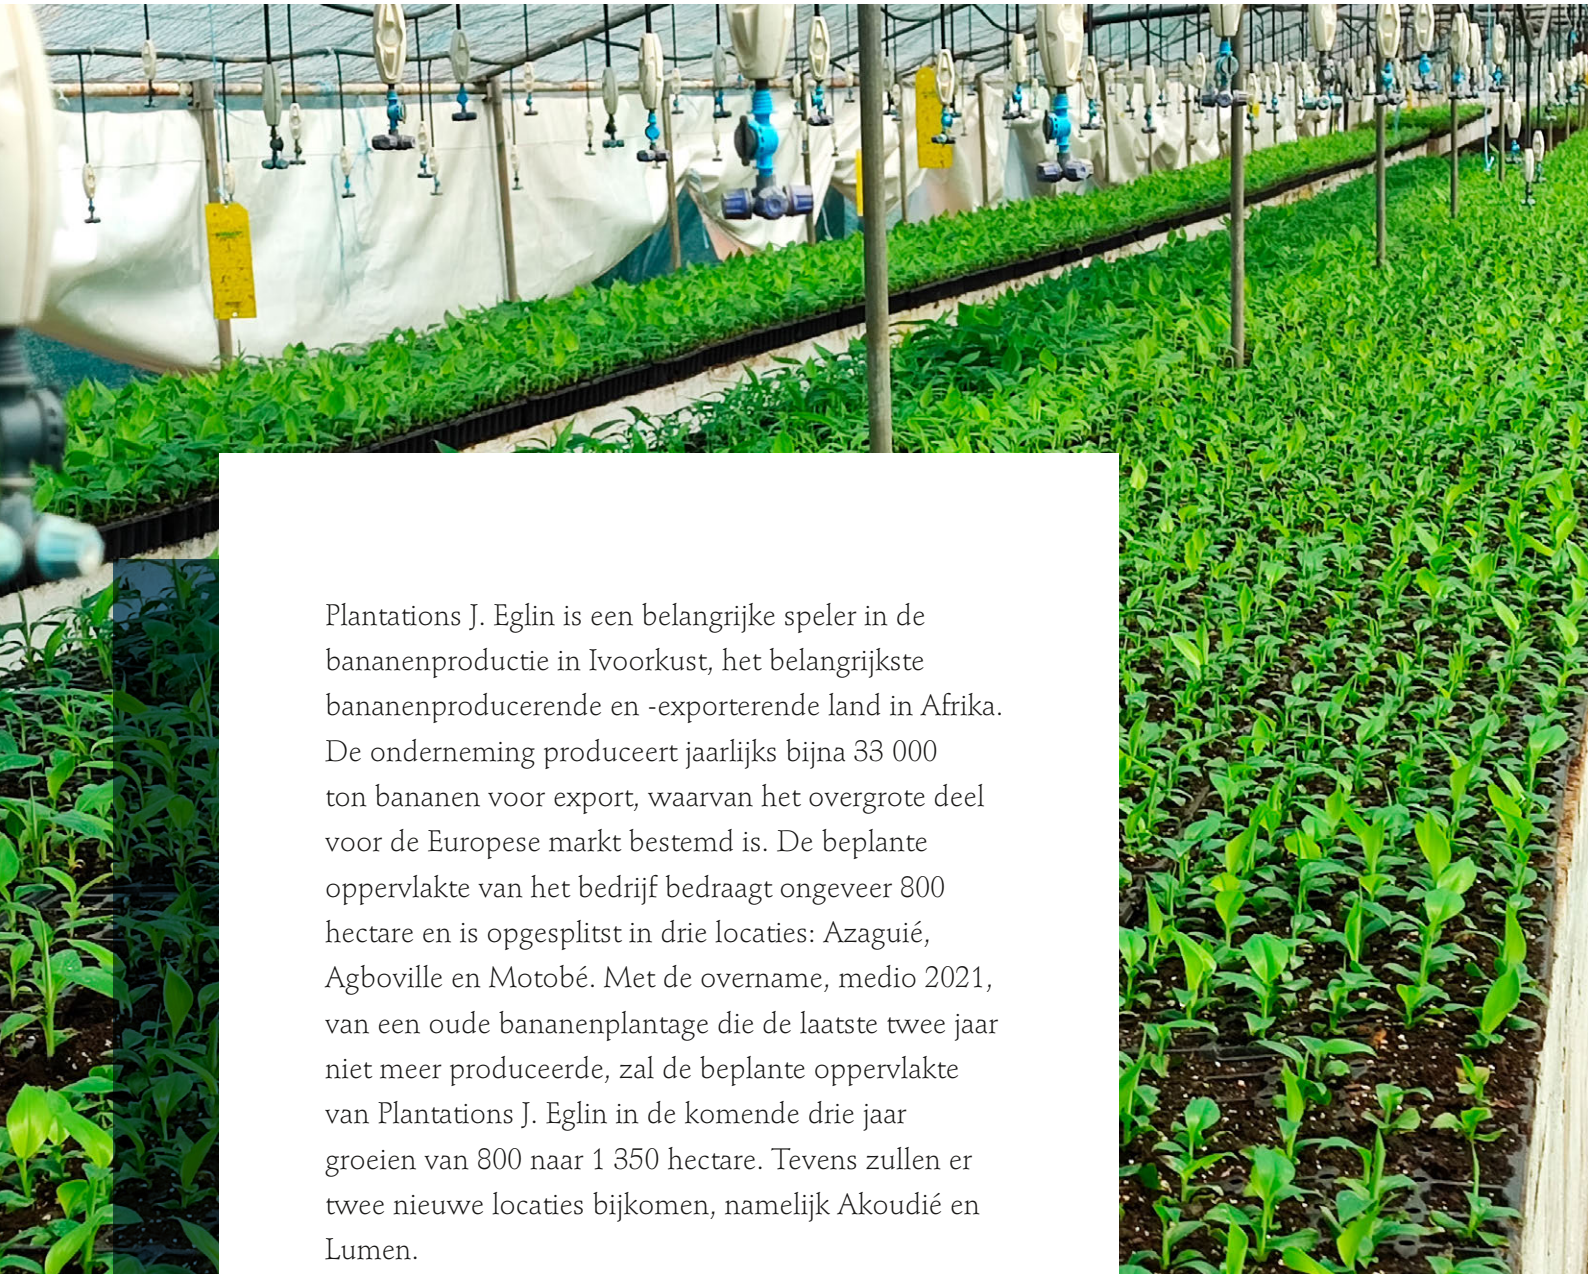 Plantations J. Eglin is een belangrijke speler in de
bananenproductie in Ivoorkust, het belangrijkste
bananenproducerende en -exporterende land in Afrika.
De onderneming produceert jaarlijks bijna 33 000
ton bananen voor export, waarvan het overgrote deel
voor de Europese markt bestemd is. De beplante
oppervlakte van het bedrijf bedraagt ongeveer 800
hectare en is opgesplitst in drie locaties: Azaguié,
Agboville en Motobé. Met de overname, medio 2021,
van een oude bananenplantage die de laatste twee jaar
niet meer produceerde, zal de beplante oppervlakte
van Plantations J. Eglin in de komende drie jaar
groeien van 800 naar 1 350 hectare. Tevens zullen er
twee nieuwe locaties bijkomen, namelijk Akoudié en
Lumen.